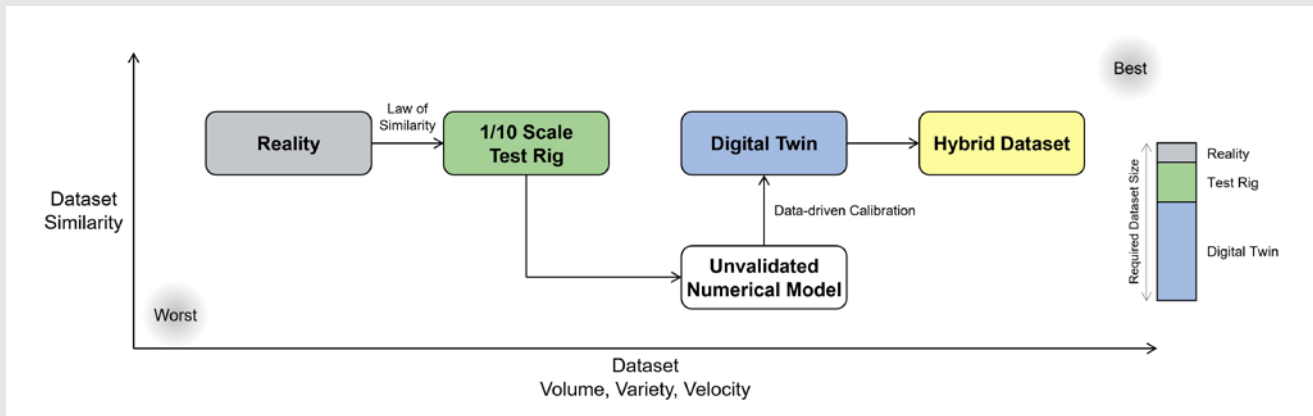 Best
Law of
Similarity
Reality
1/10 Scale
Test Rig
Digital Twin
Hybrid Dataset
Dataset
Similarity
Data-driven Calibration
Unvalidated
Numerical Model
Worst
Dataset
Volume, Variety, Velocity
Required Dataset Size
Reality
Test Rig
Digital Twin